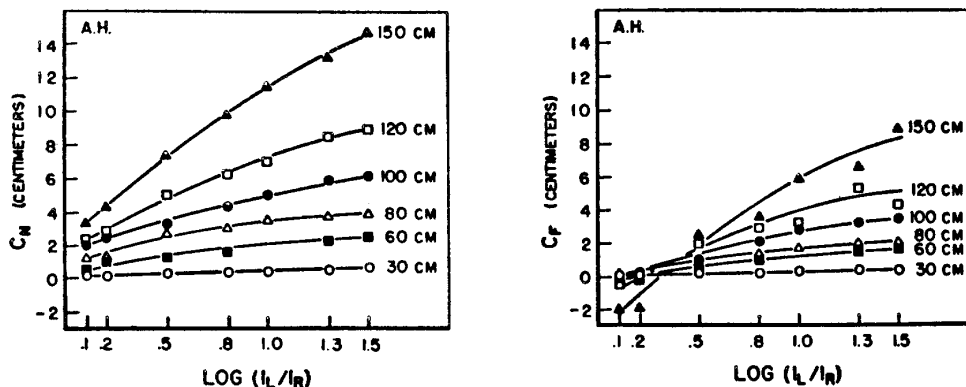 A.H.
C_N (CENTIMETERS)
14
12
10
8
6
4
2
0
-2
150 CM
120 CM
100 CM
80 CM
60 CM
30 CM
.1 .2 .5 .8 1.0 1.3 1.5
LOG (I_L/I_R)
A.H.
C_F (CENTIMETERS)
14
12
10
8
6
4
2
0
-2
150 CM
120 CM
100 CM
80 CM
60 CM
30 CM
.1 .2 .5 .8 1.0 1.3 1.5
LOG (I_L/I_R)